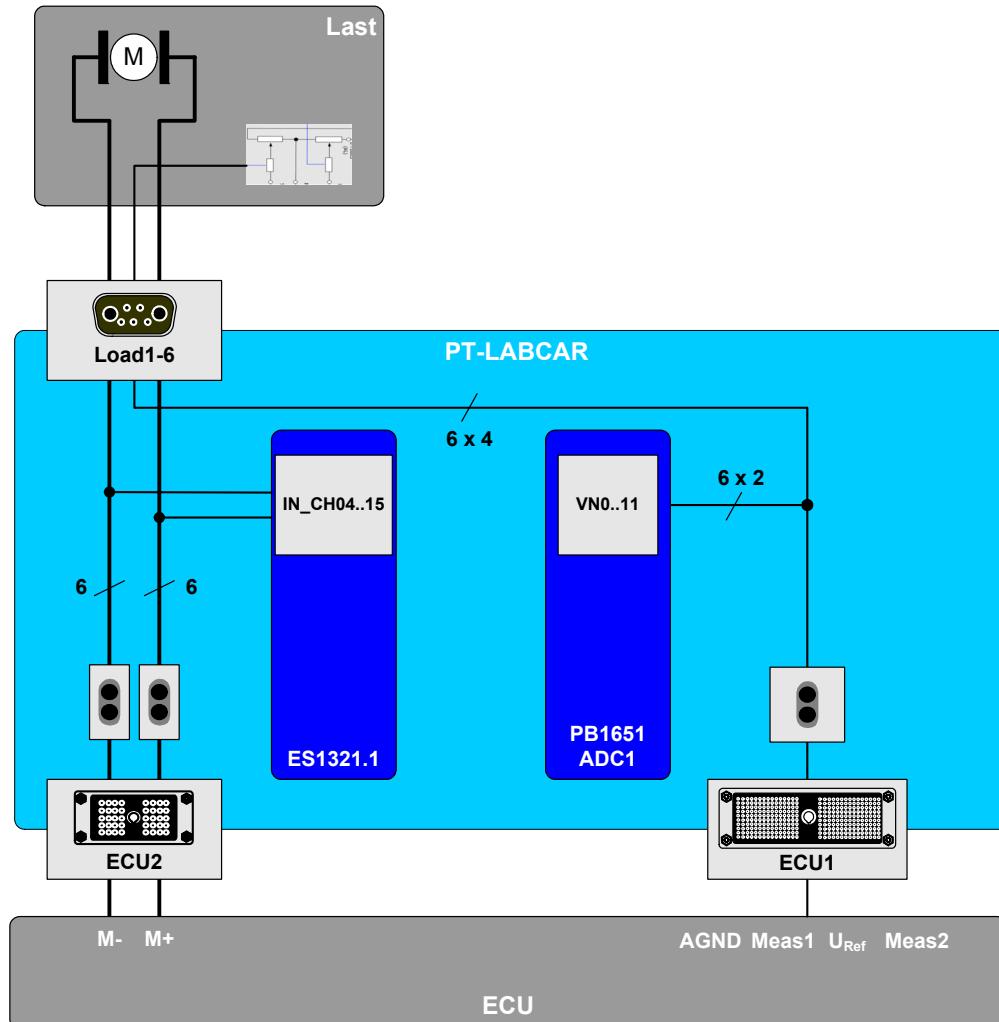 Last
M
Load1-6
PT-LABCAR
6 x 4
IN_CH04..15
VN0..11
6 x 2
6
6
ES1321.1
PB1651
ADC1
ECU2
ECU1
M-
M+
AGND
Meas1
URef
Meas2
ECU